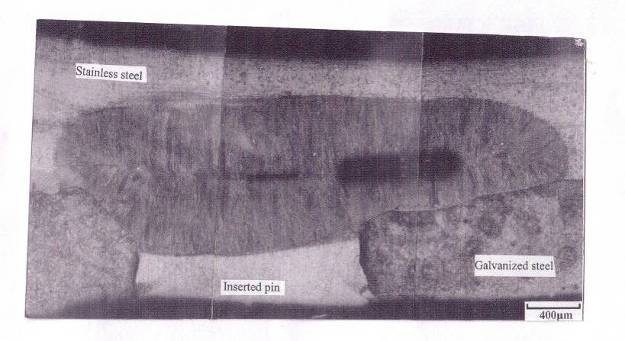 Stainless steel
Galvanized steel
Inserted pin
400µm